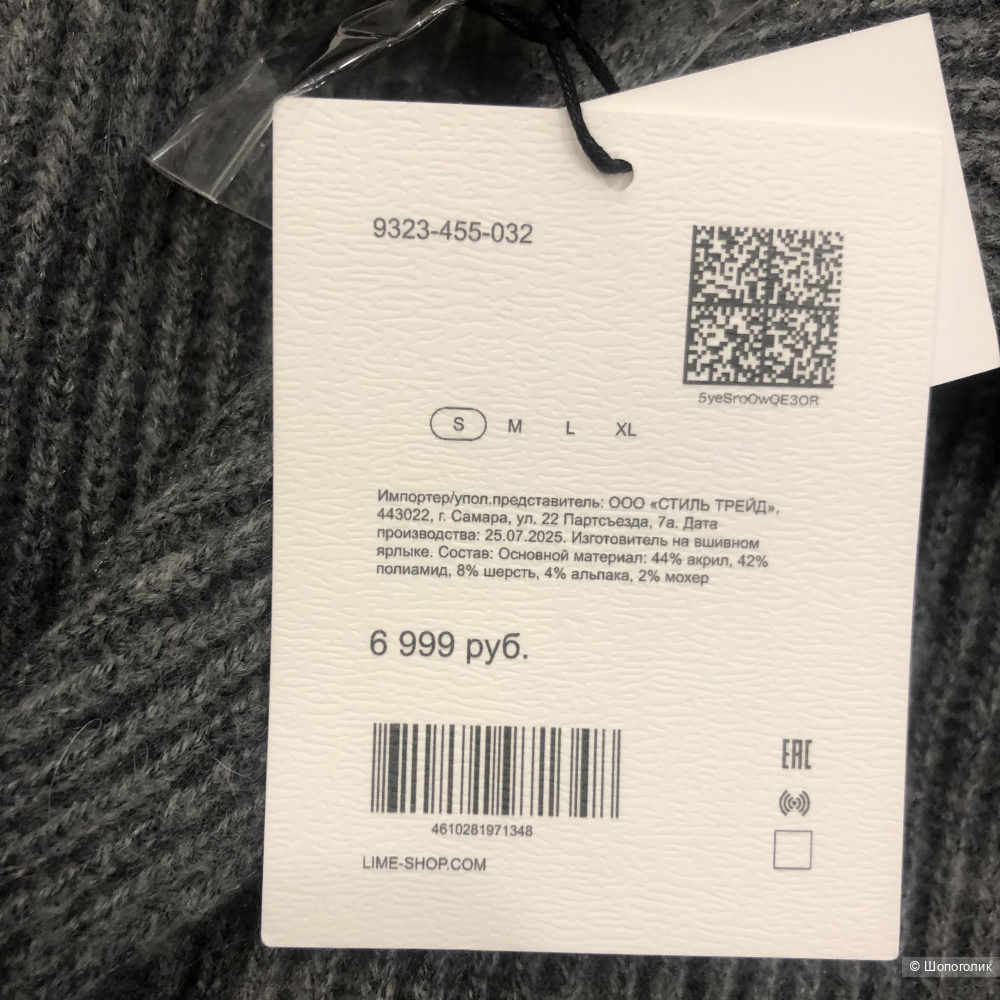 9323-455-032
5yeSroOwQE3OR
S M L XL
Импортер/упол.представитель: ООО «СТИЛЬ ТРЕЙД»,
443022, г. Самара, ул. 22 Партсъезда, 7а. Дата
производства: 25.07.2025. Изготовитель на вшивном
ярлыке. Состав: Основной материал: 44% акрил, 42%
полиамид, 8% шерсть, 4% альпака, 2% мохер
6 999 руб.
4610281971348
EAC
LIME-SHOP.COM
© Шопоголик